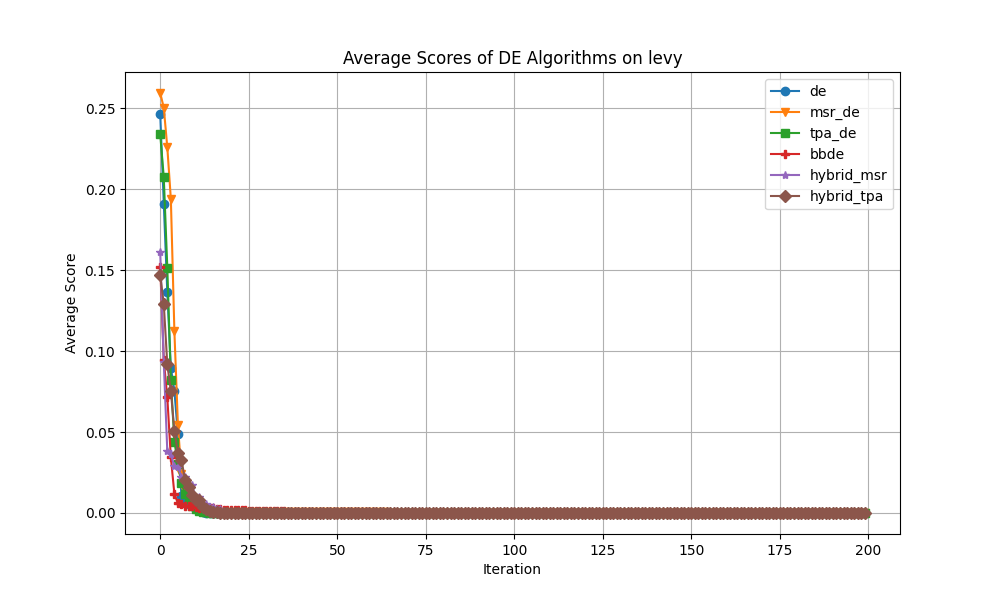 Average Scores of DE Algorithms on levy
de
msr_de
tpa_de
bbde
hybrid_msr
hybrid_tpa
Average Score
0.25
0.20
0.15
0.10
0.05
0.00
0 25 50 75 100 125 150 175 200
Iteration